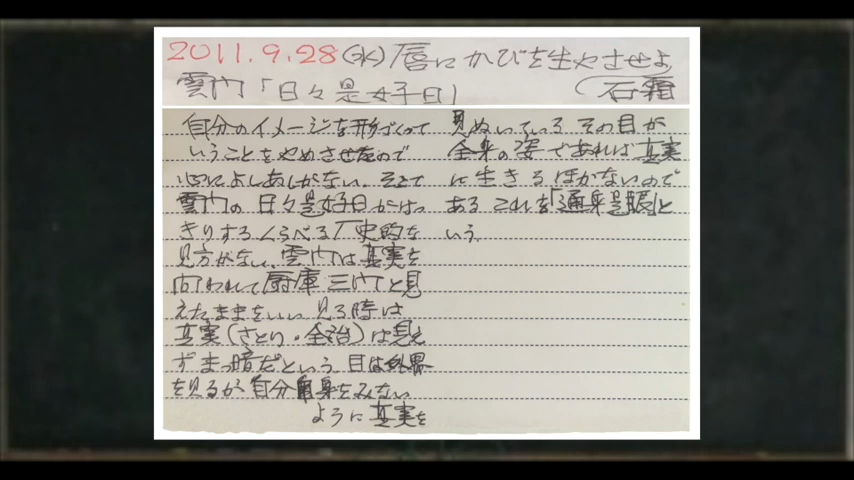 2011.9.28(水)唇にかびを生やさせよ
雲門「日々是好日」(石霜
自分のイメージを形づくって
いうことをやめさせたので
心によしあしがない。そこで
雲門の日々是好日がはっ
きりする くらべる 歴史的な
見方がない。雲門は真実を
問われて厨庫三門と見
えたままをいい 見る時は
真実(さとり・全治)は見え
ずまっ暗だという 目は外界
を見るが自分自身をみない
ように真実を
見ぬいている その目が
全身の姿であれば真実
に生きるほかないので
ある これを「通身是眼」と
いう